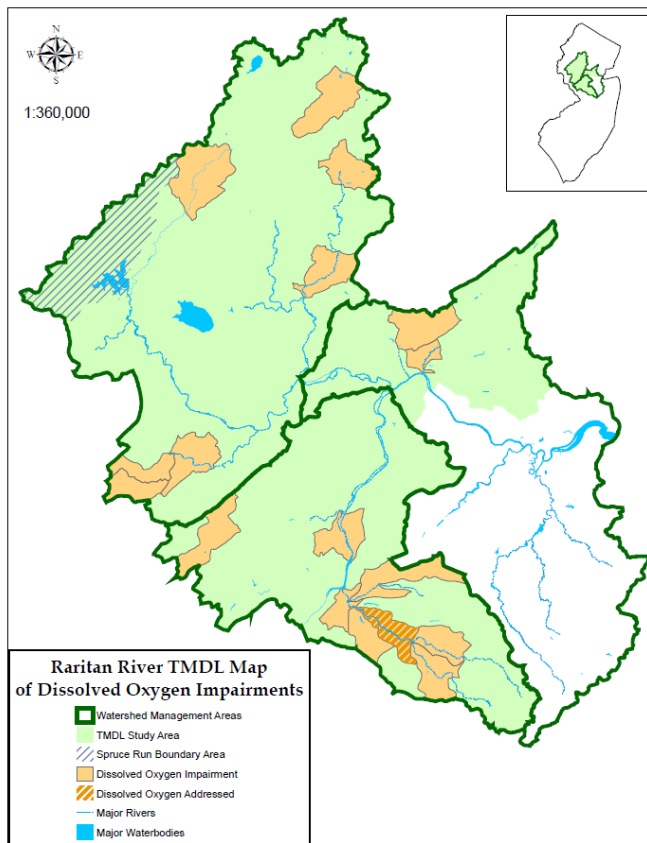 N
W E
S
1:360,000
Raritan River TMDL Map
of Dissolved Oxygen Impairments
Watershed Management Areas
TMDL Study Area
Spruce Run Boundary Area
Dissolved Oxygen Impairment
Dissolved Oxygen Addressed
Major Rivers
Major Waterbodies